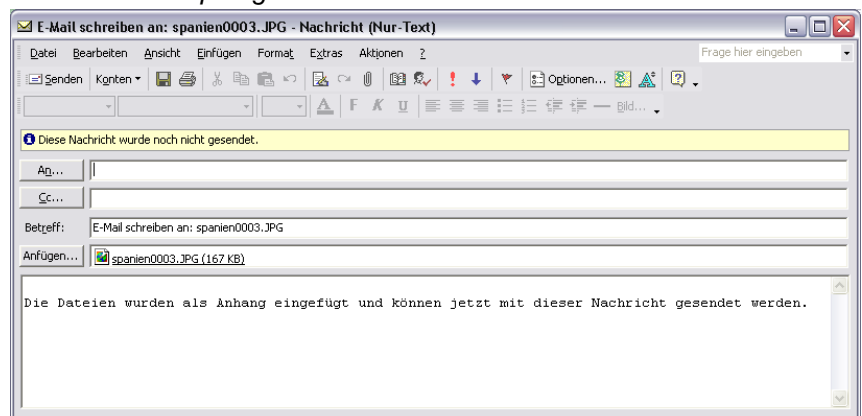 E-Mail schreiben an: spanien0003.JPG - Nachricht (Nur-Text)
Datei Bearbeiten Ansicht Einfügen Format Extras Aktionen ? Frage hier eingeben
Senden Konten Optionen...
F K U Bild...
Diese Nachricht wurde noch nicht gesendet.
An...
Cc...
Betreff: E-Mail schreiben an: spanien0003.JPG
Anfügen... spanien0003.JPG (167 KB)
Die Dateien wurden als Anhang eingefügt und können jetzt mit dieser Nachricht gesendet werden.